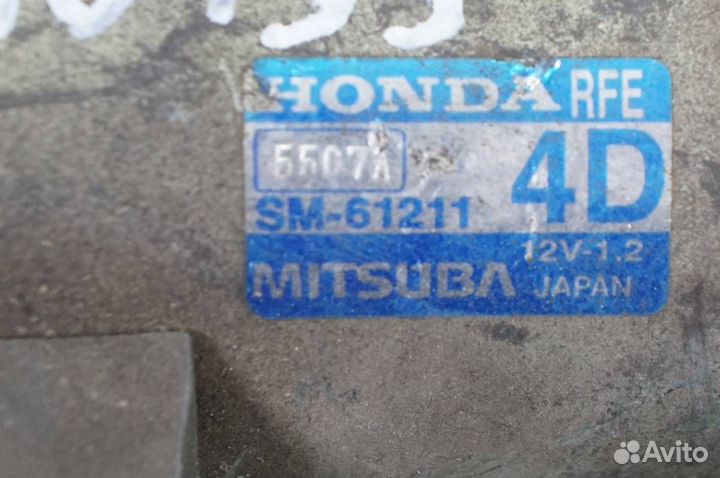 HONDA RFE
5507A
4D
SM-61211
12V-1.2
MITSUBA JAPAN
Avito